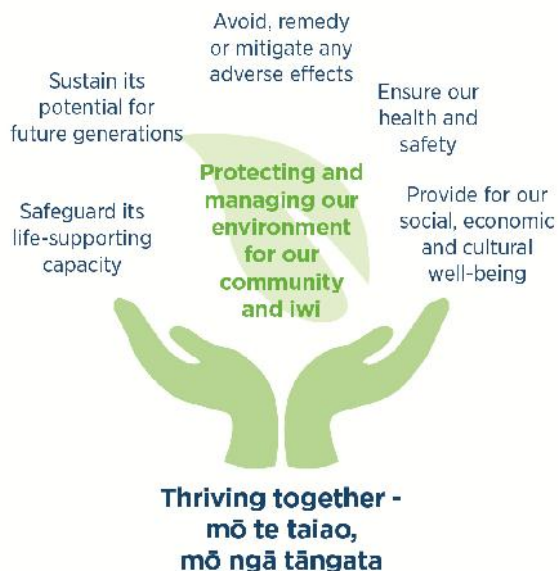 Avoid, remedy
or mitigate any
adverse effects
Sustain its
potential for
future generations
Ensure our
health and
safety
Safeguard its
life-supporting
capacity
Protecting and
managing our
environment
for our
community
and iwi
Provide for our
social, economic
and cultural
well-being
Thriving together -
mō te taiao,
mō ngā tāngata